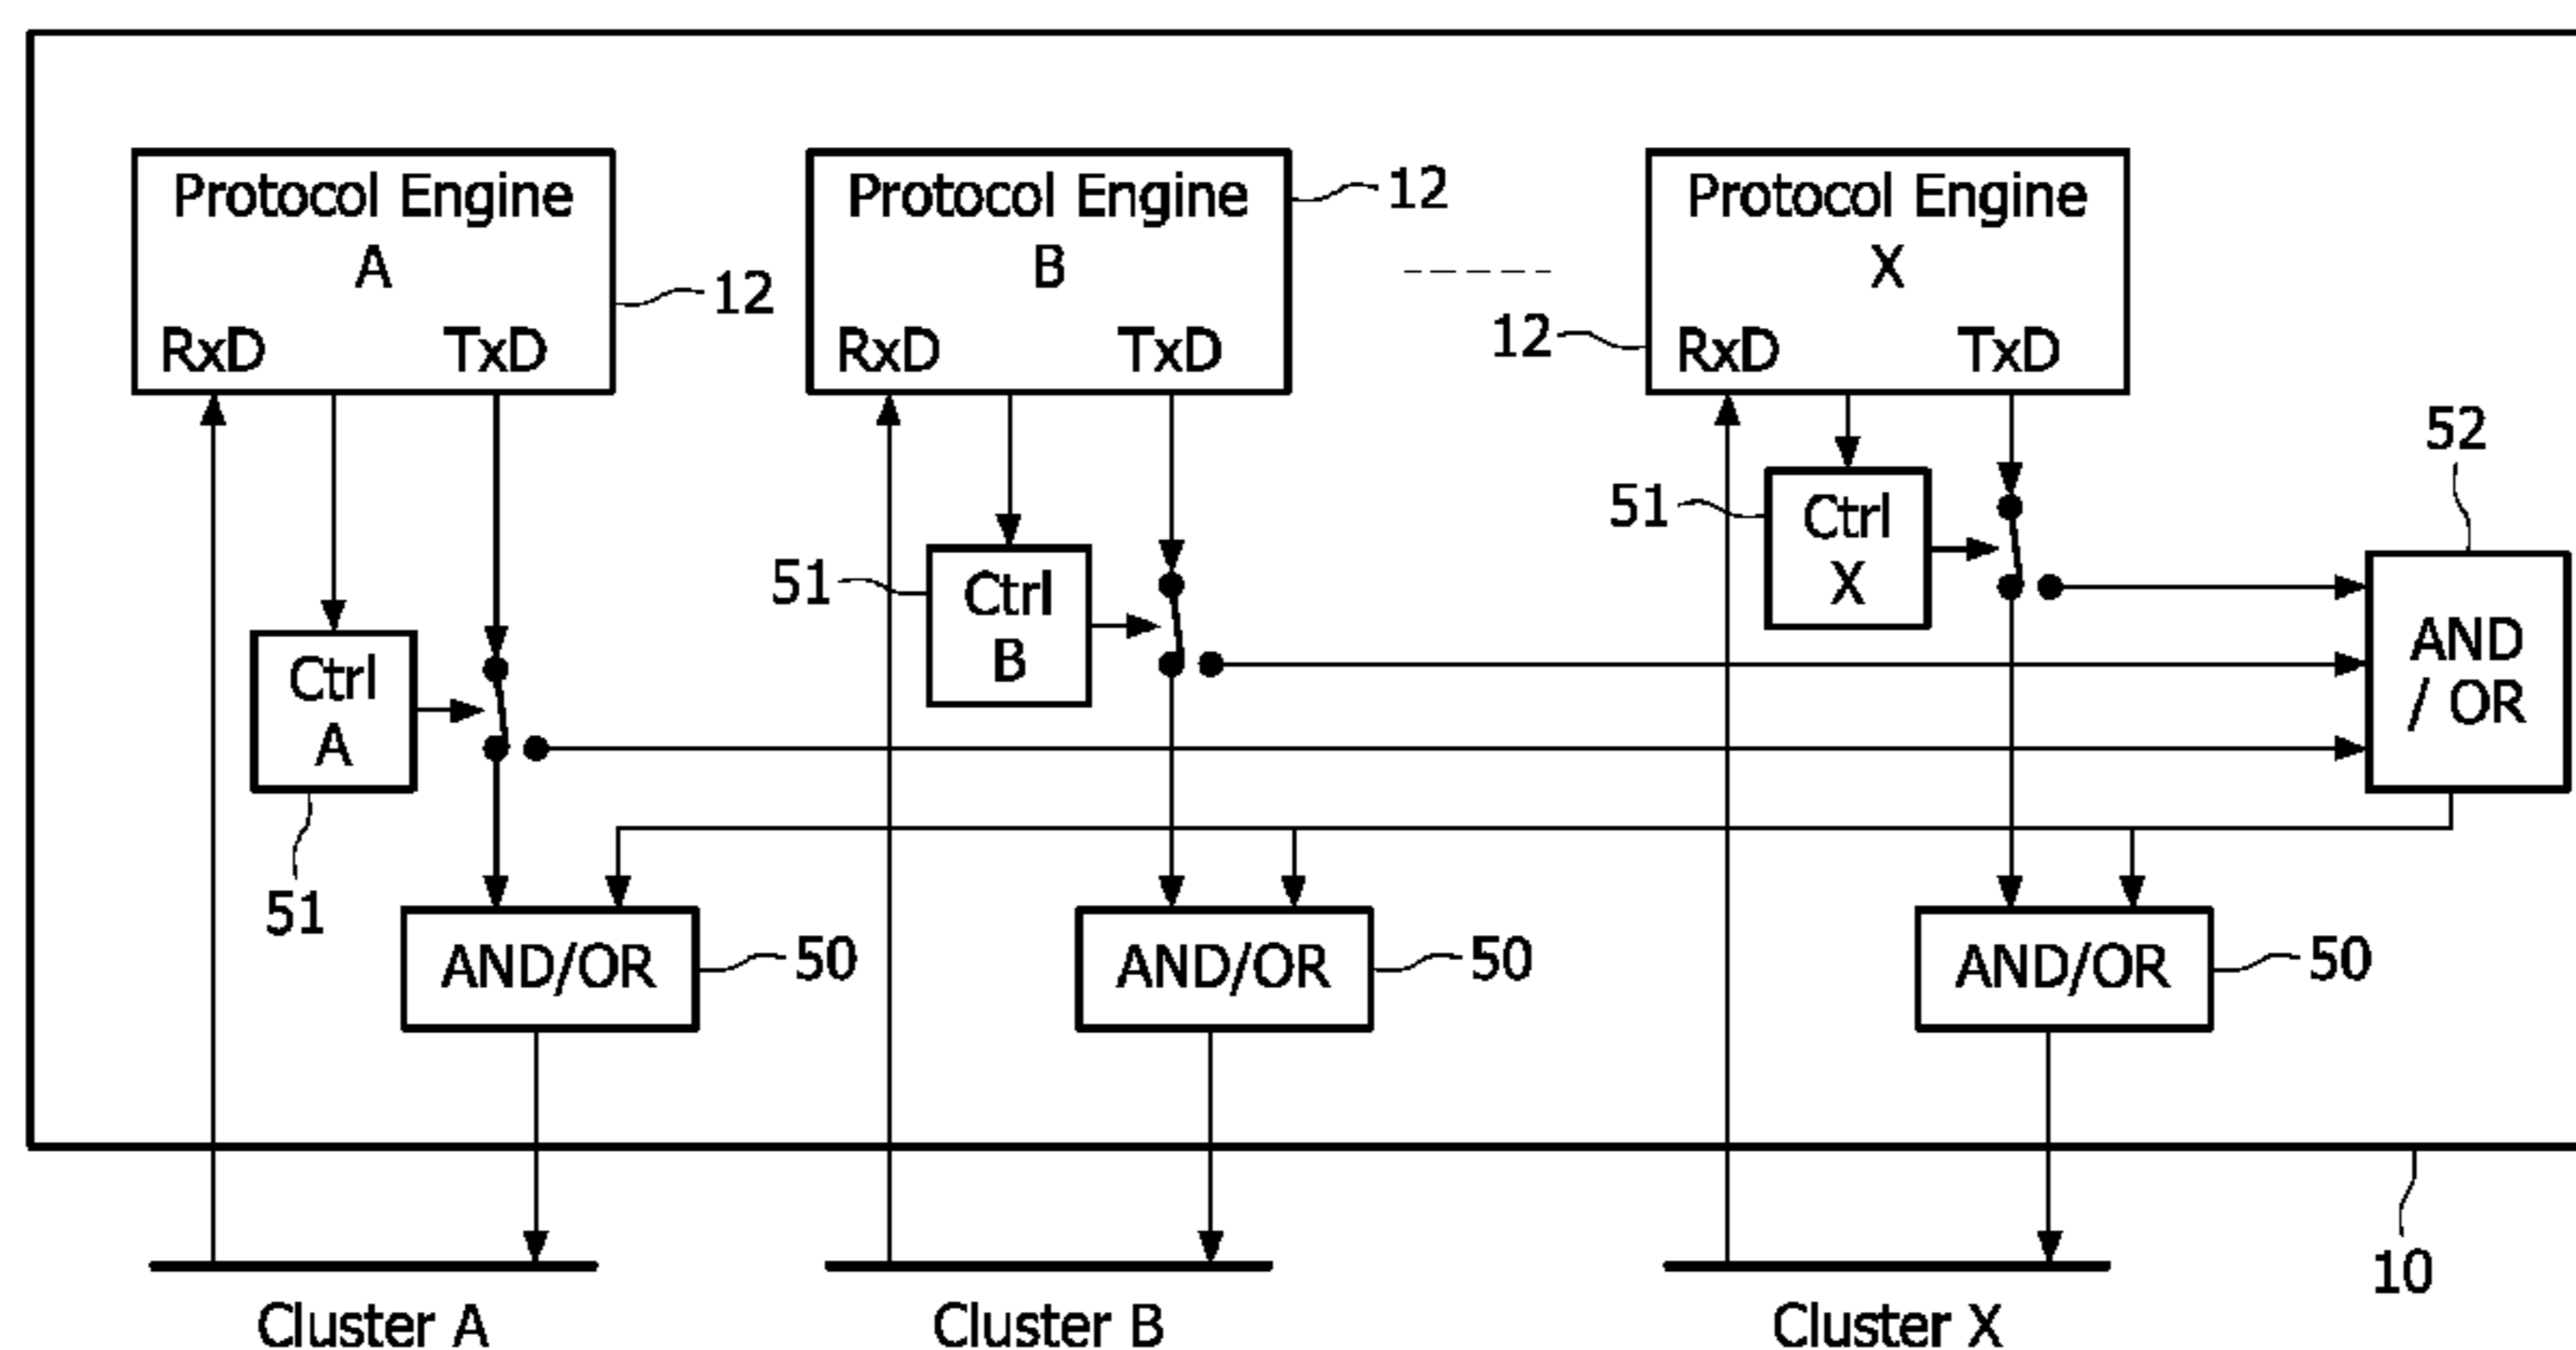 Protocol Engine
A
RxD
TxD
12
Protocol Engine
B
RxD
TxD
12
Protocol Engine
X
RxD
TxD
12
Ctrl
A
51
Ctrl
B
51
Ctrl
X
51
52
AND
/ OR
AND/OR
50
AND/OR
50
AND/OR
50
10
Cluster A
Cluster B
Cluster X